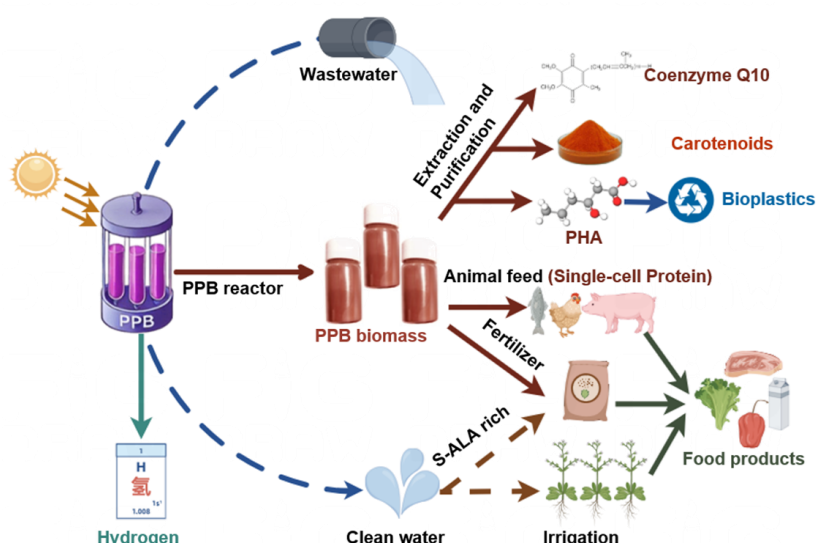 Wastewater
Extraction and
Purification
Coenzyme Q10
Carotenoids
PHA
Bioplastics
PPB
PPB reactor
PPB biomass
Animal feed (Single-cell Protein)
Fertilizer
S-ALA rich
Food products
1
H
氢
1s¹
1.008
Hydrogen
Clean water
Irrigation